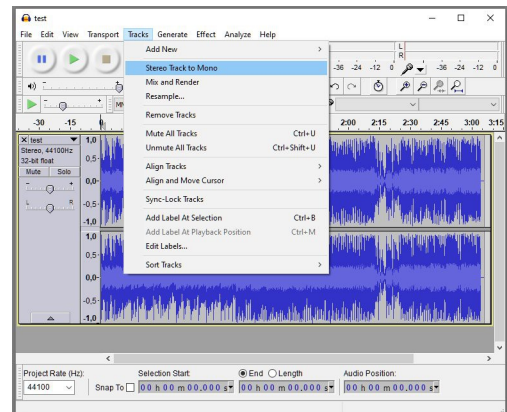 test
File Edit View Transport Tracks Generate Effect Analyze Help
Add New
Stereo Track to Mono
Mix and Render
Resample...
Remove Tracks
Mute All Tracks Ctrl+U
Unmute All Tracks Ctrl+Shift+U
Align Tracks
Align and Move Cursor
Sync-Lock Tracks
Add Label At Selection Ctrl+B
Add Label At Playback Position Ctrl+M
Edit Labels...
Sort Tracks
L
R
-36 -24 -12 0
-36 -24 -12 0
-30 -15
2:00 2:15 2:30 2:45 3:00 3:15
test
Stereo, 44100Hz
32-bit float
Mute Solo
- +
L R
1,0
0,5
0,0
-0,5
-1,0
1,0
0,5
0,0
-0,5
-1,0
Project Rate (Hz): Selection Start: End Length Audio Position:
44100 Snap To 00 h 00 m 00,000 s 00 h 00 m 00,000 s 00 h 00 m 00,000 s